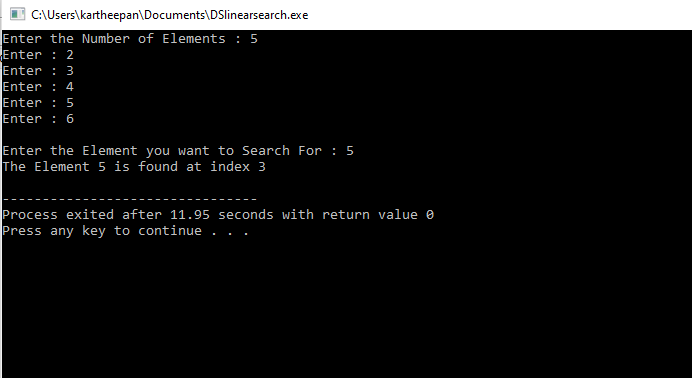 C:\Users\kartheepan\Documents\DSlinearsearch.exe
Enter the Number of Elements : 5
Enter : 2
Enter : 3
Enter : 4
Enter : 5
Enter : 6
Enter the Element you want to Search For : 5
The Element 5 is found at index 3
--------------------------------
Process exited after 11.95 seconds with return value 0
Press any key to continue . . .